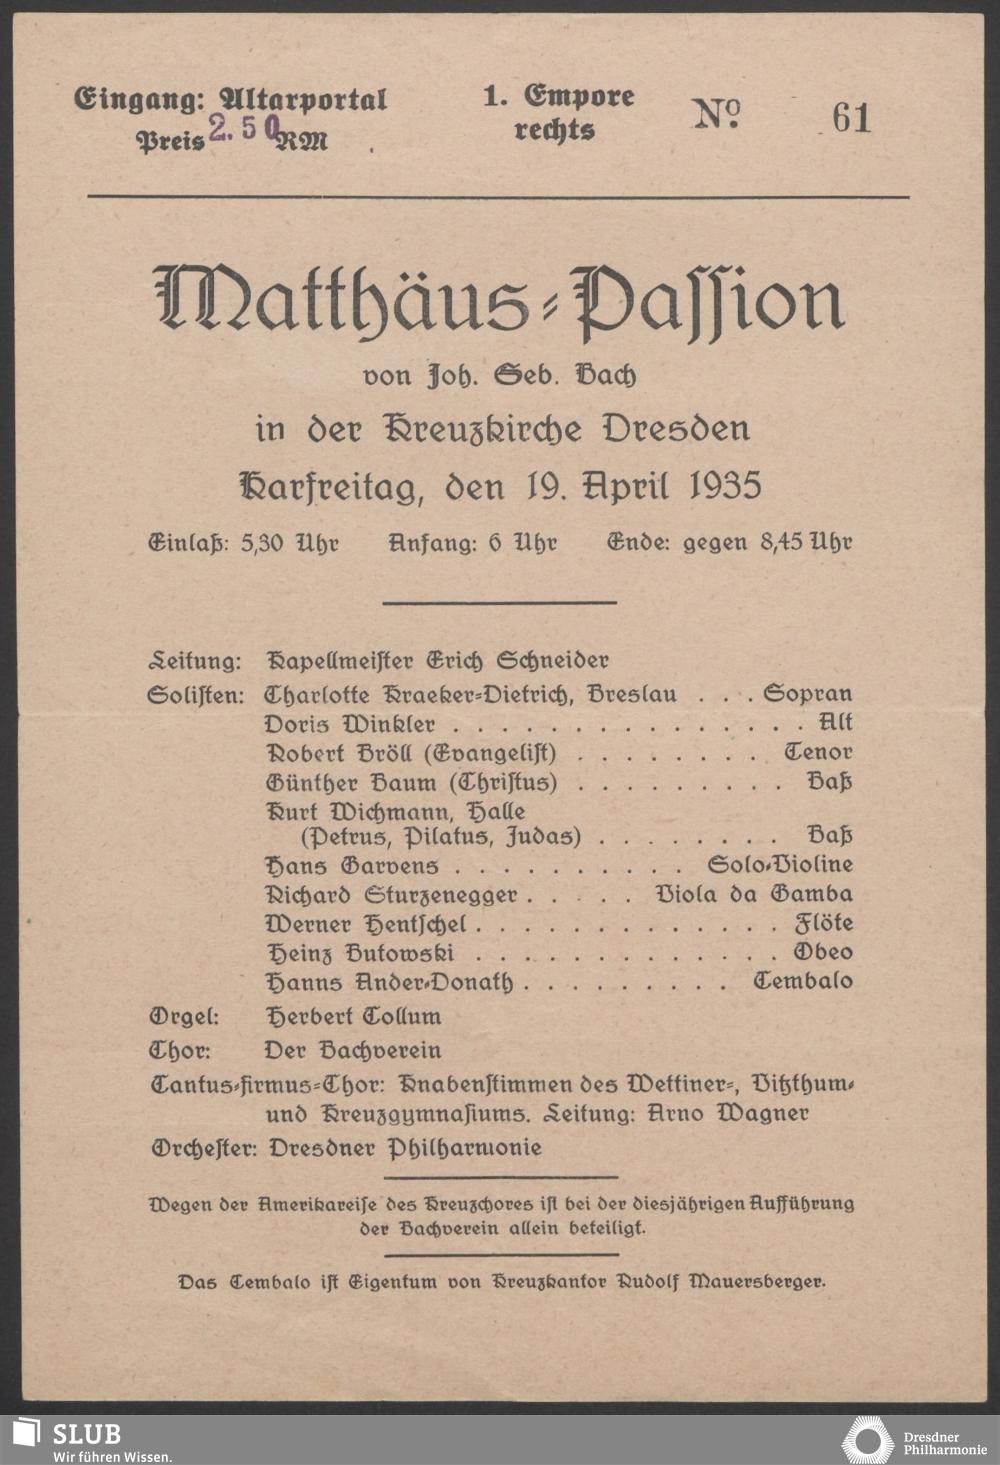 Eingang: Altarportal
Preis 2.50 RM
1. Empore
rechts
No. 61
Matthäus-Passion
von Joh. Seb. Bach
in der Kreuzkirche Dresden
Karfreitag, den 19. April 1935
Einlaß: 5,30 Uhr Anfang: 6 Uhr Ende: gegen 8,45 Uhr
Leitung: Kapellmeister Erich Schneider
Solisten: Charlotte Kraeker-Dietrich, Breslau . . . Sopran
Doris Winkler . . . . . . . . . . . . . . . Alt
Robert Bröll (Evangelist) . . . . . . . . Tenor
Günther Baum (Christus) . . . . . . . . . Baß
Kurt Wichmann, Halle
(Petrus, Pilatus, Judas) . . . . . . . . Baß
Hans Garvens . . . . . . . . . . Solo-Violine
Richard Sturzenegger . . . . . Viola da Gamba
Werner Hentschel . . . . . . . . . . . . . Flöte
Heinz Butowski . . . . . . . . . . . . . Oboe
Hanns Ander-Donath . . . . . . . . . Cembalo
Orgel: Herbert Collum
Chor: Der Bachverein
Cantus-firmus-Chor: Knabenstimmen des Wettiner-, Vitzthum-
und Kreuzgymnasiums. Leitung: Arno Wagner
Orchester: Dresdner Philharmonie
Wegen der Amerikareise des Kreuzchores ist bei der diesjährigen Aufführung
der Bachverein allein beteiligt.
Das Cembalo ist Eigentum von Kreuzkantor Rudolf Mauersberger.
SLUB
Wir führen Wissen.
Dresdner
Philharmonie